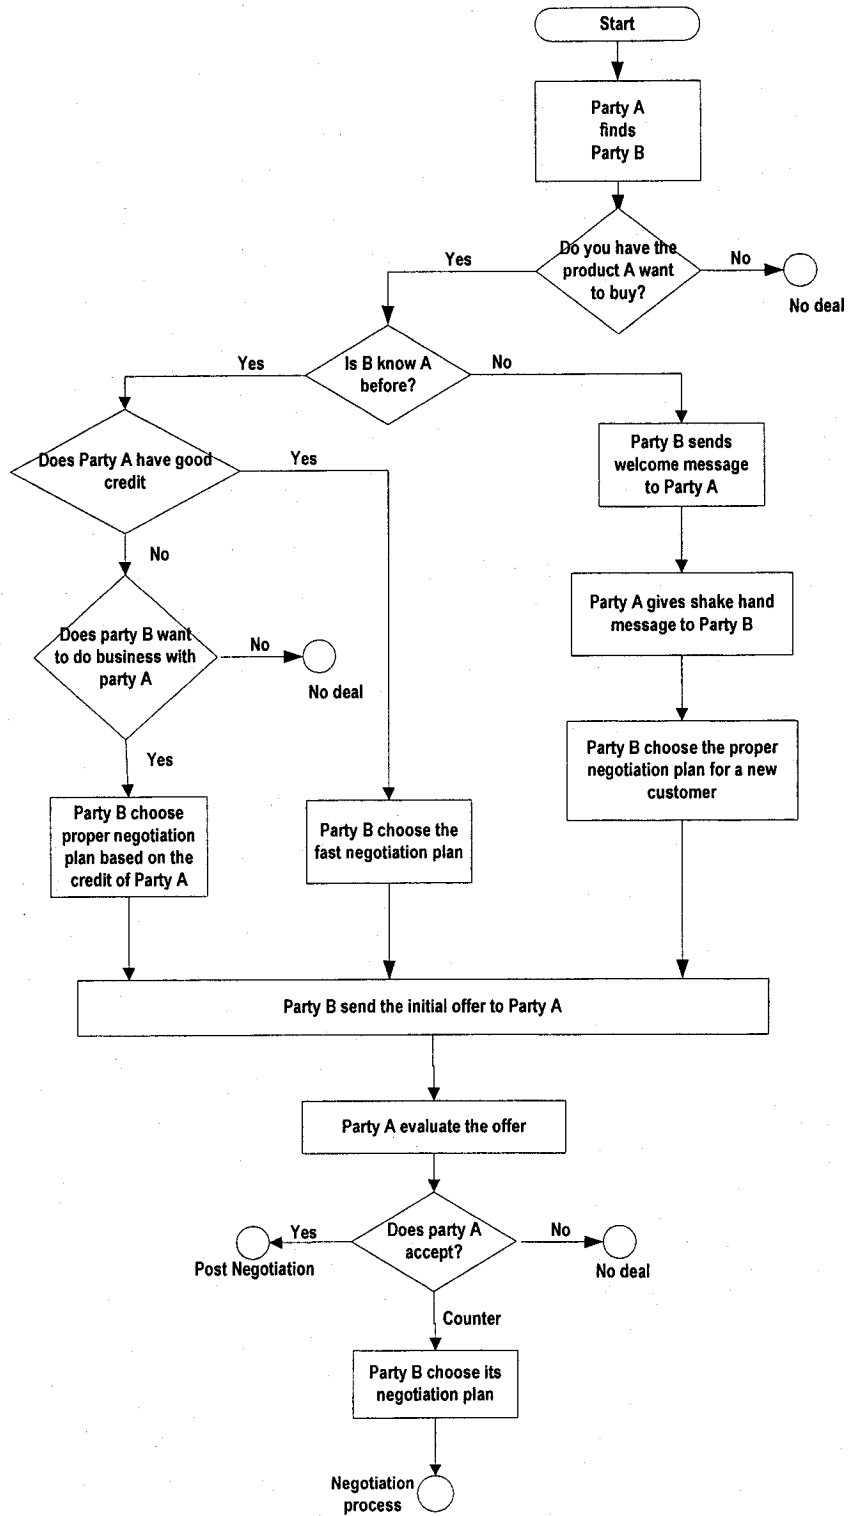 Start
Party A
finds
Party B
Do you have the
product A want
to buy?
Yes
No
No deal
Is B know A
before?
Yes
No
Does Party A have good
credit
Yes
Party B sends
welcome message
to Party A
No
Party A gives shake hand
message to Party B
Does party B want
to do business with
party A
No
No deal
Yes
Party B choose the proper
negotiation plan for a new
customer
Party B choose
proper negotiation
plan based on the
credit of Party A
Party B choose the
fast negotiation plan
Party B send the initial offer to Party A
Party A evaluate the offer
Does party A
accept?
Yes
Post Negotiation
No
No deal
Counter
Party B choose its
negotiation plan
Negotiation
process